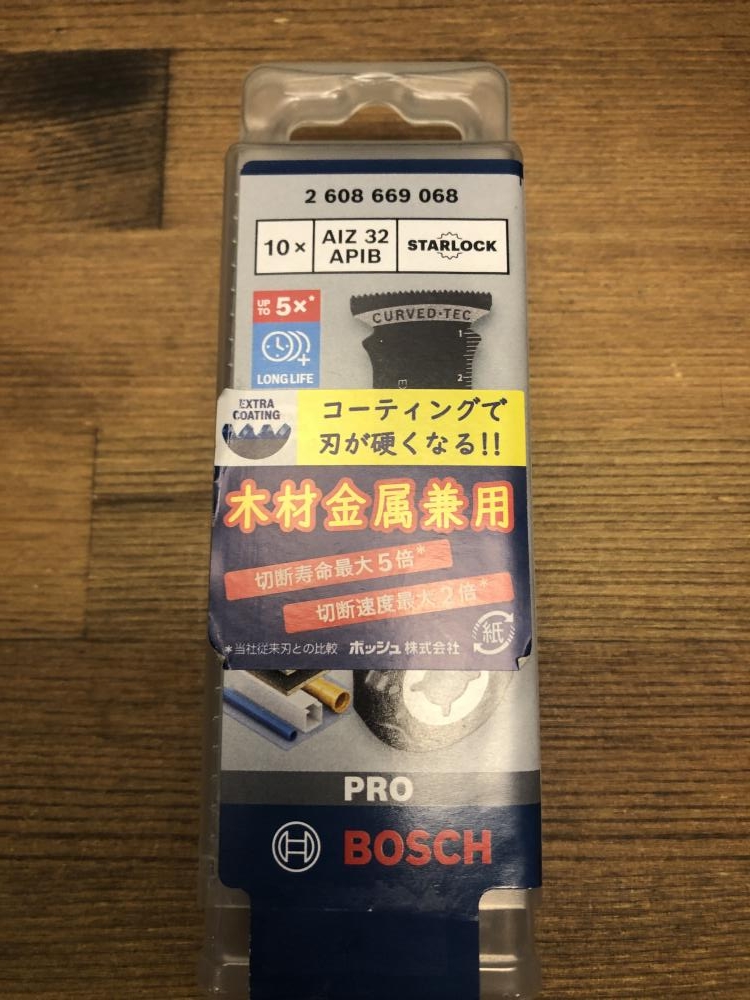 2 608 669 068
10×
AIZ 32
APIB
STARLOCK
UP TO 5×*
LONG LIFE
CURVED-TEC
1
2
EXTRA
COATING
コーティングで
刃が硬くなる!!
木材金属兼用
切断寿命最大5倍*
切断速度最大2倍*
*当社従来刃との比較 ボッシュ株式会社
紙
PRO
BOSCH